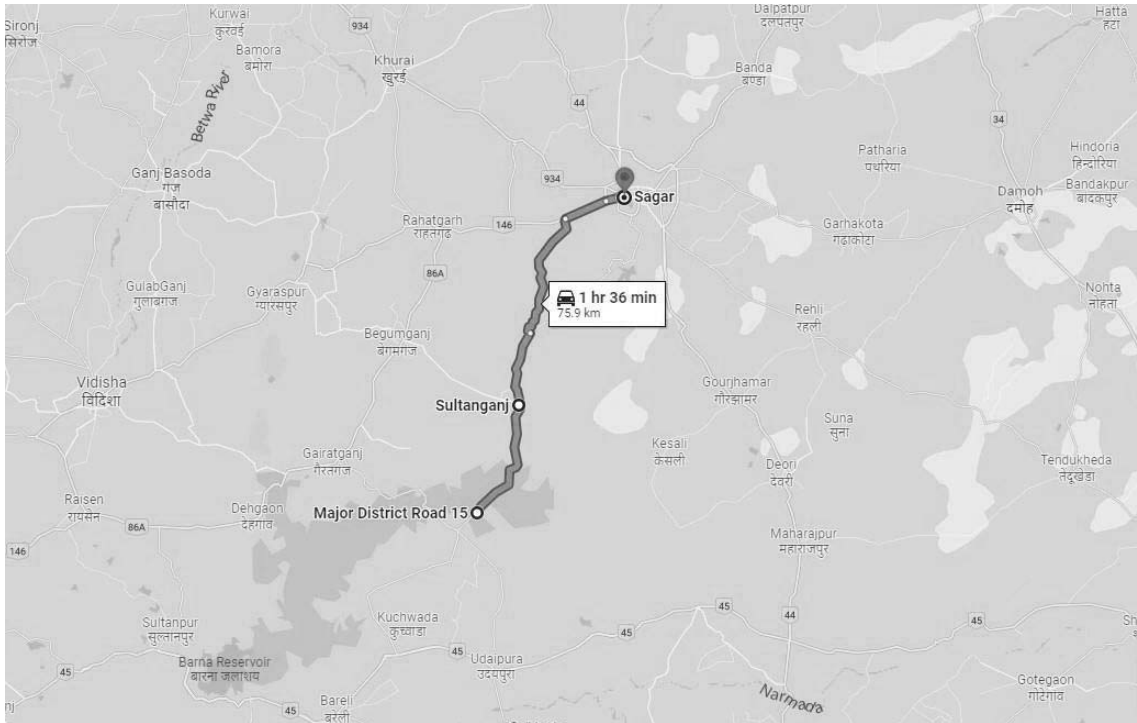 Sironj
सिरोंज
Kurwai
कुरवई
Bamora
बमोरा
934
Khurai
खुरई
Dalpatpur
दलपतपुर
Hatta
हटा
Banda
बण्डा
44
34
Betwa River
Patharia
पथरिया
Hindoria
हिन्दोरिया
Ganj Basoda
गंज
बासौदा
934
Sagar
Damoh
दमोह
Bandakpur
बांदकपुर
Rahatgarh
राहतगढ़
146
Garhakota
गढ़ाकोटा
86A
GulabGanj
गुलाबगंज
Gyaraspur
ग्यारसपुर
1 hr 36 min
75.9 km
Nohta
नोहता
Rehli
रहली
Begumganj
बेगमगंज
Vidisha
विदिशा
Gourjhamar
गौरझामर
Sultanganj
Suna
सुना
Kesali
केसली
Gairatganj
गैरतगंज
Deori
देवरी
Tendukheda
तेंदूखेड़ा
Raisen
रायसेन
Dehgaon
देहगांव
Major District Road 15
86A
146
Maharajpur
महाराजपुर
Sultanpur
सुल्तानपुर
Kuchwada
कुच्वाडा
45
45
44
45
Barna Reservoir
बारना जलाशय
45
Udaipura
उदयपुरा
Gotegaon
गोटेगाँव
Bareli
बरेली
45
Narmada